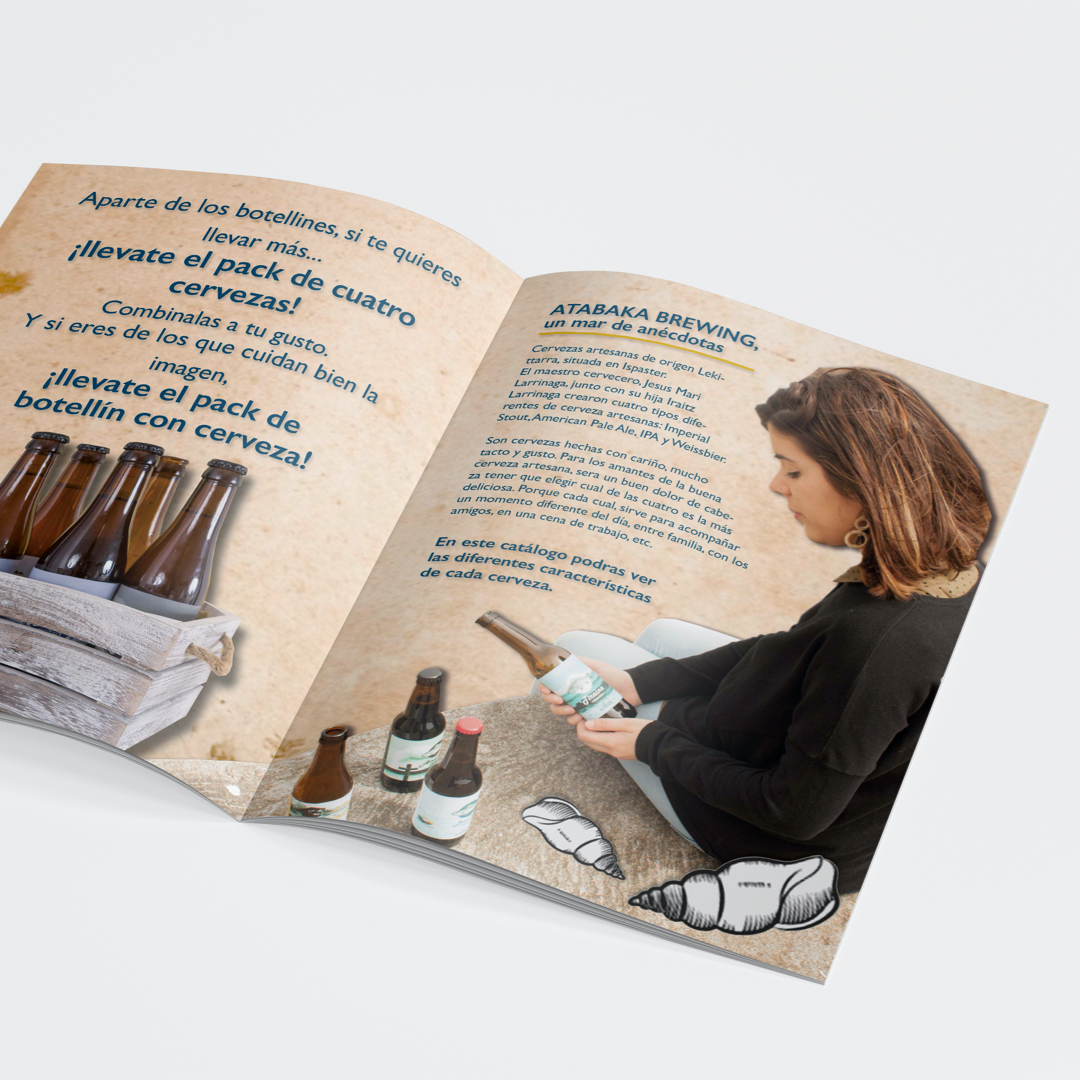 Aparte de los botellines, si te quieres
llevar más...
¡llevate el pack de cuatro
cervezas!
Combinalas a tu gusto.
Y si eres de los que cuidan bien la
imagen,
¡llevate el pack de
botellín con cerveza!
ATABAKA BREWING,
un mar de anécdotas
Cervezas artesanas de origen Leki-
ttarra, situada en Ispaster.
El maestro cervecero, Jesus Mari
Larrinaga, junto con su hija Iraitz
Larrinaga crearon cuatro tipos dife-
rentes de cerveza artesanas: Imperial
Stout, American Pale Ale, IPA y Weissbier.
Son cervezas hechas con cariño, mucho
tacto y gusto. Para los amantes de la buena
cerveza artesana, sera un buen dolor de cabe-
za tener que elegir cual de las cuatro es la más
deliciosa. Porque cada cual, sirve para acompañar
un momento diferente del día, entre familia, con los
amigos, en una cena de trabajo, etc.
En este catálogo podras ver
las diferentes características
de cada cerveza.